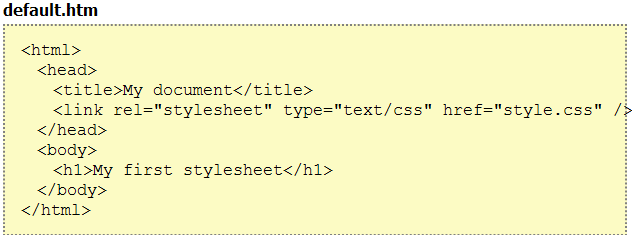 default.htm
<html>
<head>
<title>My document</title>
<link rel="stylesheet" type="text/css" href="style.css" />
</head>
<body>
<h1>My first stylesheet</h1>
</body>
</html>